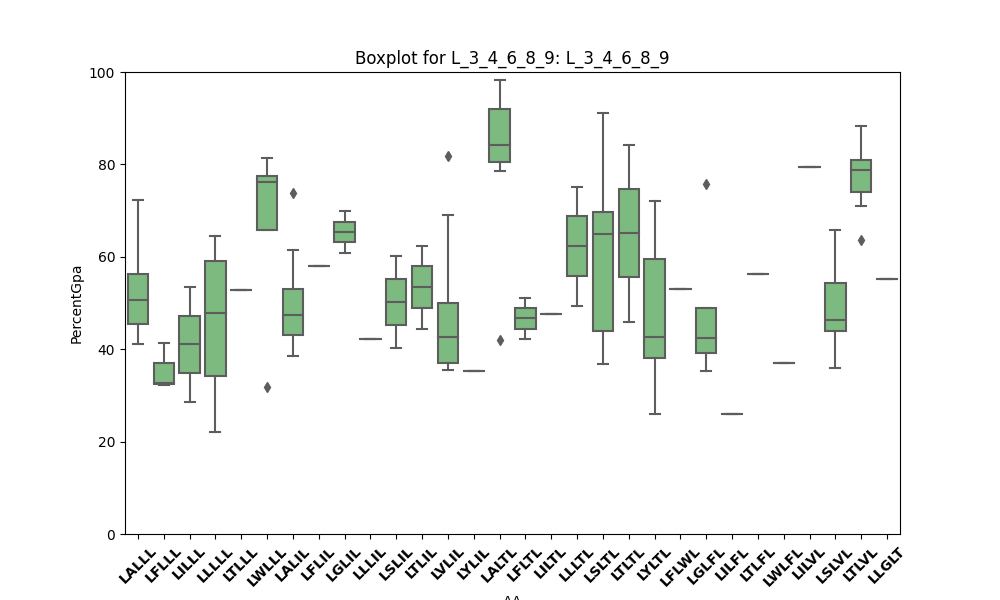 Boxplot for L_3_4_6_8_9: L_3_4_6_8_9
100
80
60
40
20
0
PercentGpa
LALLL LFLLL LILLL LLLLL LTLLL LWLLL LALIL LFLIL LGLIL LLLIL LSLIL LTLIL LVLIL LYLIL LALTL LFLTL LILTL LLLTL LSLTL LTLTL LYLTL LFLWL LGLFL LILFL LTLFL LWLFL LILVL LSLVL LTLVL LLGLT
AA